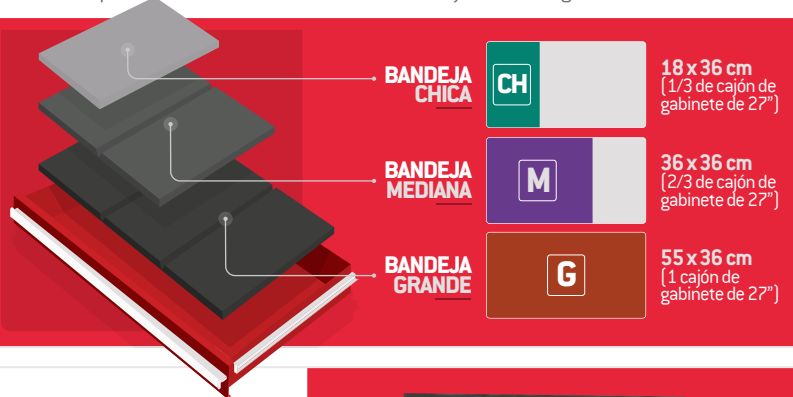 BANDEJA
CHICA
CH
18 x 36 cm
(1/3 de cajón de
gabinete de 27”)
BANDEJA
MEDIANA
M
36 x 36 cm
(2/3 de cajón de
gabinete de 27”)
BANDEJA
GRANDE
G
55 x 36 cm
(1 cajón de
gabinete de 27”)